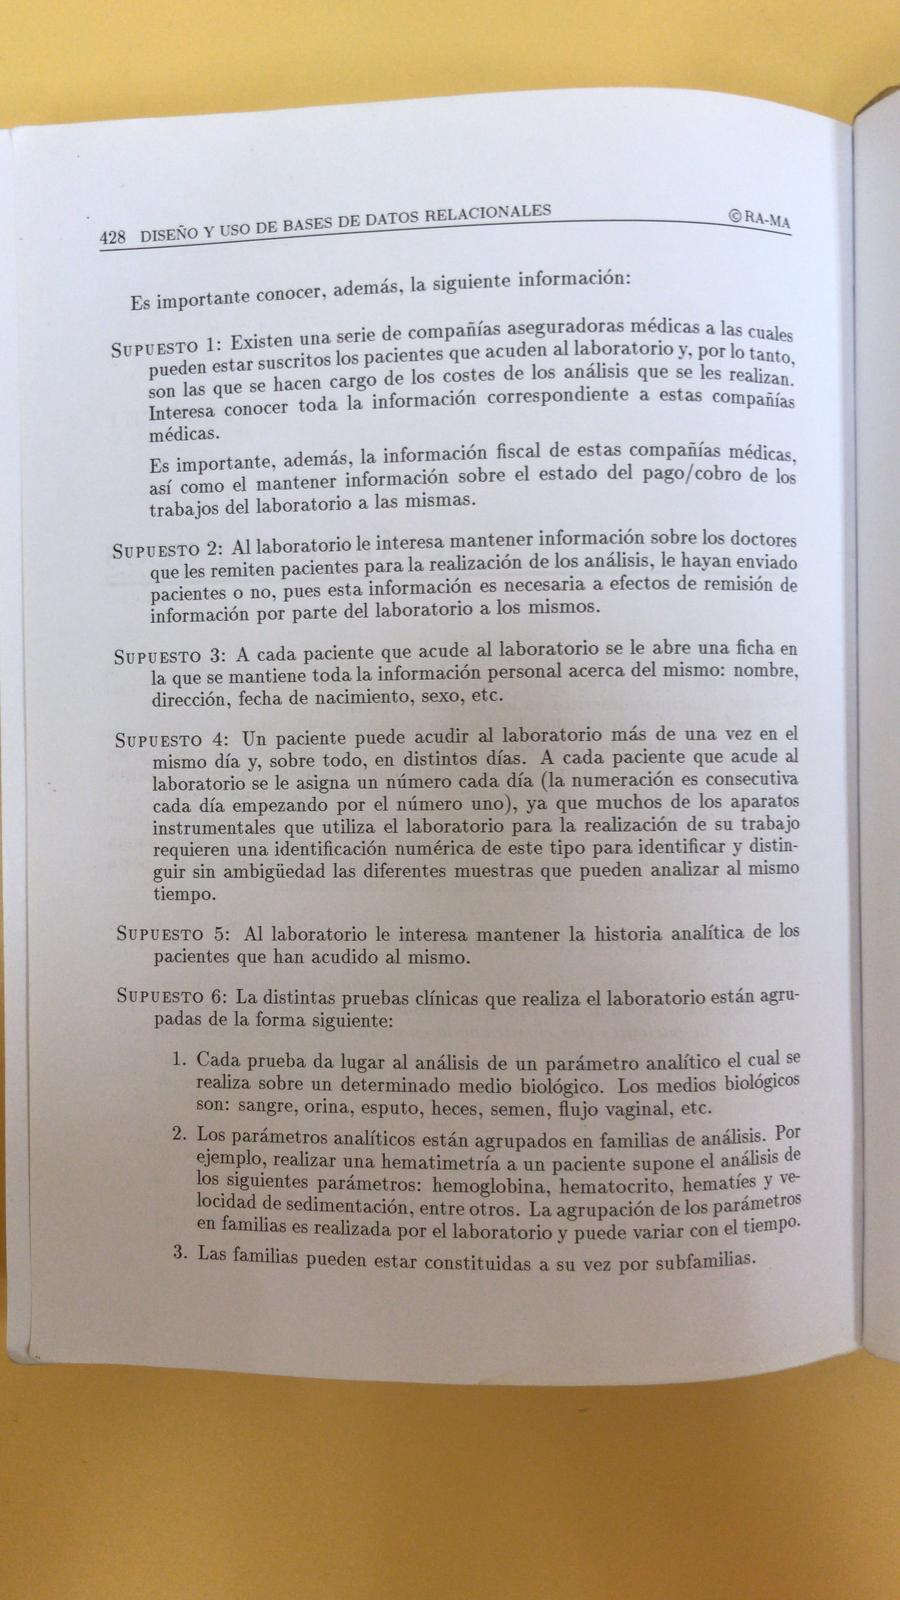 428 DISEÑO Y USO DE BASES DE DATOS RELACIONALES ©RA-MA
Es importante conocer, además, la siguiente información:
SUPUESTO 1: Existen una serie de compañías aseguradoras médicas a las cuales
pueden estar suscritos los pacientes que acuden al laboratorio y, por lo tanto,
son las que se hacen cargo de los costes de los análisis que se les realizan.
Interesa conocer toda la información correspondiente a estas compañías
médicas.
Es importante, además, la información fiscal de estas compañías médicas,
así como el mantener información sobre el estado del pago/cobro de los
trabajos del laboratorio a las mismas.
SUPUESTO 2: Al laboratorio le interesa mantener información sobre los doctores
que les remiten pacientes para la realización de los análisis, le hayan enviado
pacientes o no, pues esta información es necesaria a efectos de remisión de
información por parte del laboratorio a los mismos.
SUPUESTO 3: A cada paciente que acude al laboratorio se le abre una ficha en
la que se mantiene toda la información personal acerca del mismo: nombre,
dirección, fecha de nacimiento, sexo, etc.
SUPUESTO 4: Un paciente puede acudir al laboratorio más de una vez en el
mismo día y, sobre todo, en distintos días. A cada paciente que acude al
laboratorio se le asigna un número cada día (la numeración es consecutiva
cada día empezando por el número uno), ya que muchos de los aparatos
instrumentales que utiliza el laboratorio para la realización de su trabajo
requieren una identificación numérica de este tipo para identificar y distin-
guir sin ambigüedad las diferentes muestras que pueden analizar al mismo
tiempo.
SUPUESTO 5: Al laboratorio le interesa mantener la historia analítica de los
pacientes que han acudido al mismo.
SUPUESTO 6: La distintas pruebas clínicas que realiza el laboratorio están agru-
padas de la forma siguiente:
1. Cada prueba da lugar al análisis de un parámetro analítico el cual se
realiza sobre un determinado medio biológico. Los medios biológicos
son: sangre, orina, esputo, heces, semen, flujo vaginal, etc.
2. Los parámetros analíticos están agrupados en familias de análisis. Por
ejemplo, realizar una hematimetría a un paciente supone el análisis de
los siguientes parámetros: hemoglobina, hematocrito, hematíes y ve-
locidad de sedimentación, entre otros. La agrupación de los parámetros
en familias es realizada por el laboratorio y puede variar con el tiempo.
3. Las familias pueden estar constituidas a su vez por subfamilias.